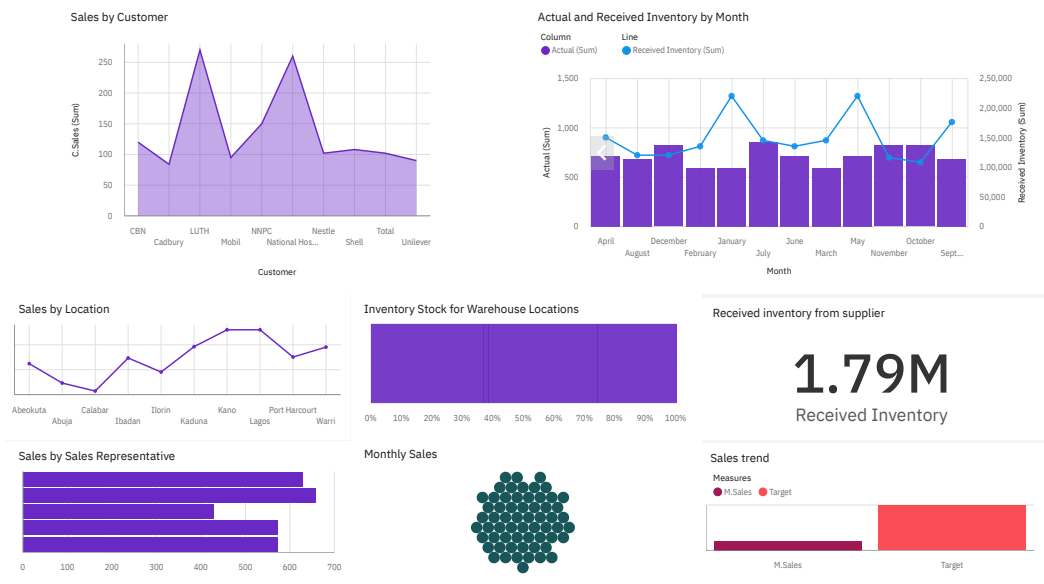 Sales by Customer
C.Sales (Sum)
250
200
150
100
50
0
CBN LUTH NNPC Nestle Total
Cadbury Mobil National Hos... Shell Unilever
Customer
Actual and Received Inventory by Month
Column Line
Actual (Sum) Received Inventory (Sum)
Actual (Sum)
1,500
1,000
500
0
2,50,000
2,00,000
1,50,000
1,00,000
50,000
0
Received Inventory (Sum)
April December January June May October
August February July March November Sept...
Month
Sales by Location
Abeokuta Calabar Ilorin Kano Port Harcourt
Abuja Ibadan Kaduna Lagos Warri
Inventory Stock for Warehouse Locations
0% 10% 20% 30% 40% 50% 60% 70% 80% 90% 100%
Received inventory from supplier
1.79M
Received Inventory
Sales by Sales Representative
0 100 200 300 400 500 600 700
Monthly Sales
Sales trend
Measures
M.Sales Target
M.Sales Target